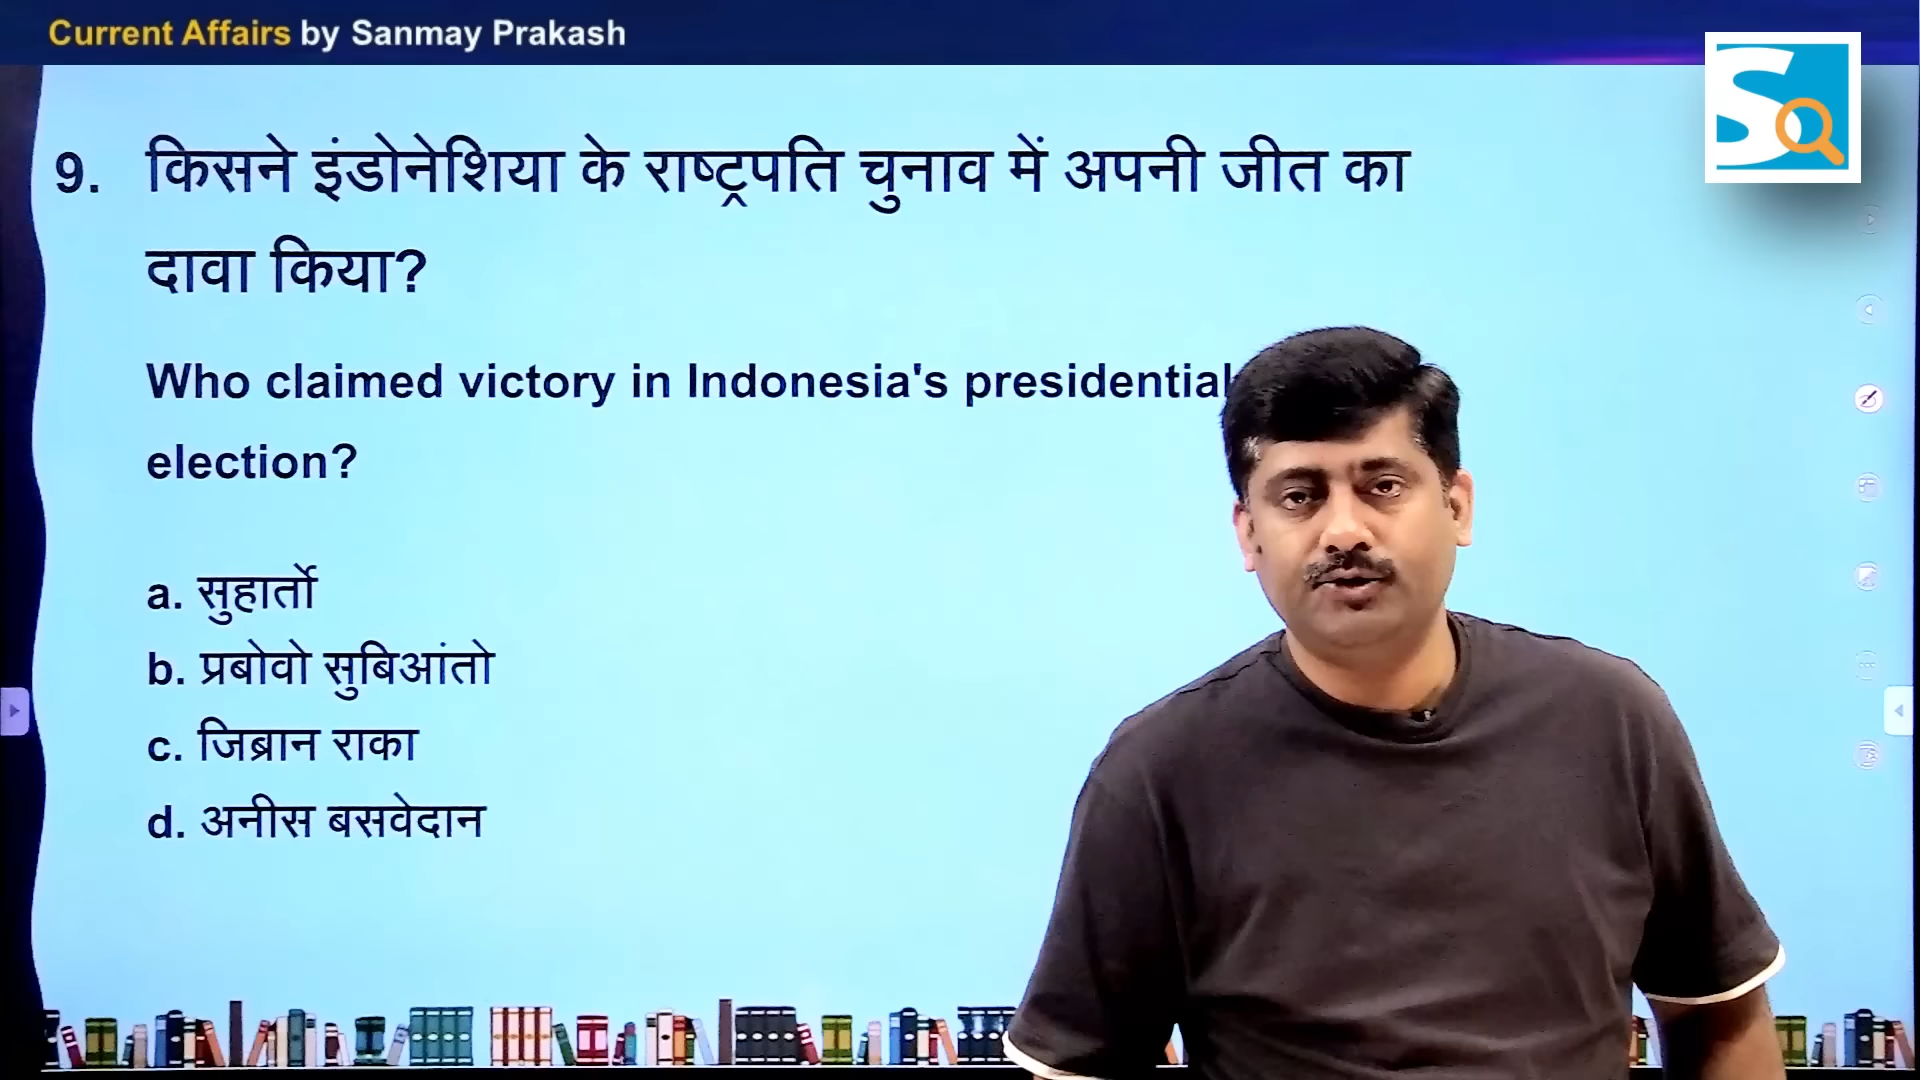 Current Affairs by Sanmay Prakash
SQ
9. किसने इंडोनेशिया के राष्ट्रपति चुनाव में अपनी जीत का
दावा किया?
Who claimed victory in Indonesia's presidential
election?
a. सुहार्तो
b. प्रबोवो सुबिआंतो
c. जिब्रान राका
d. अनीस बसवेदान